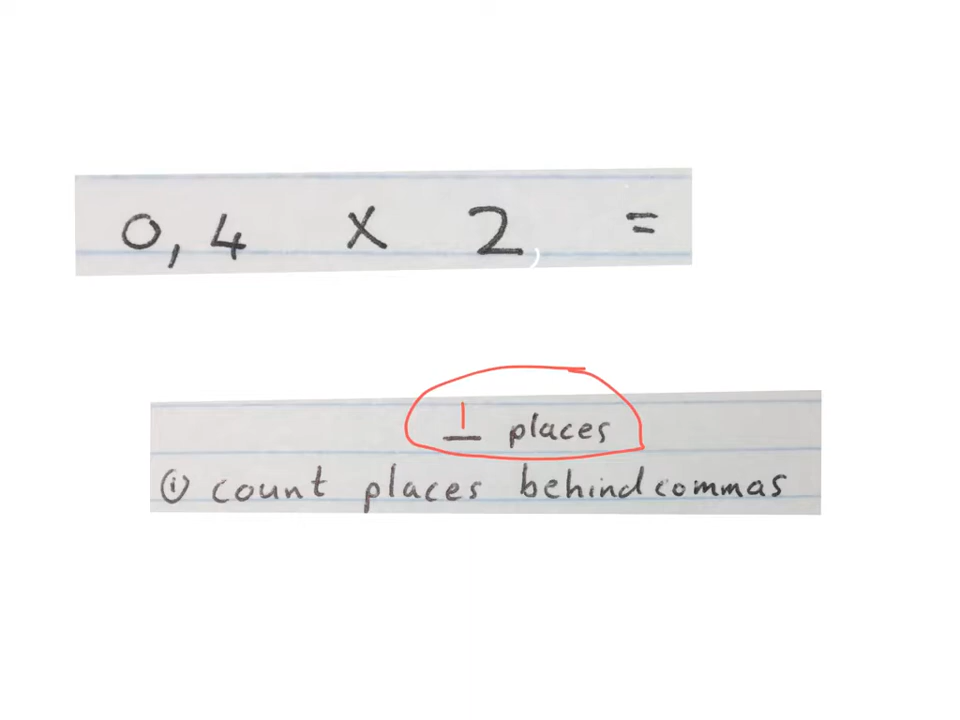 0,4 x 2, =
1 places
① count places behind commas